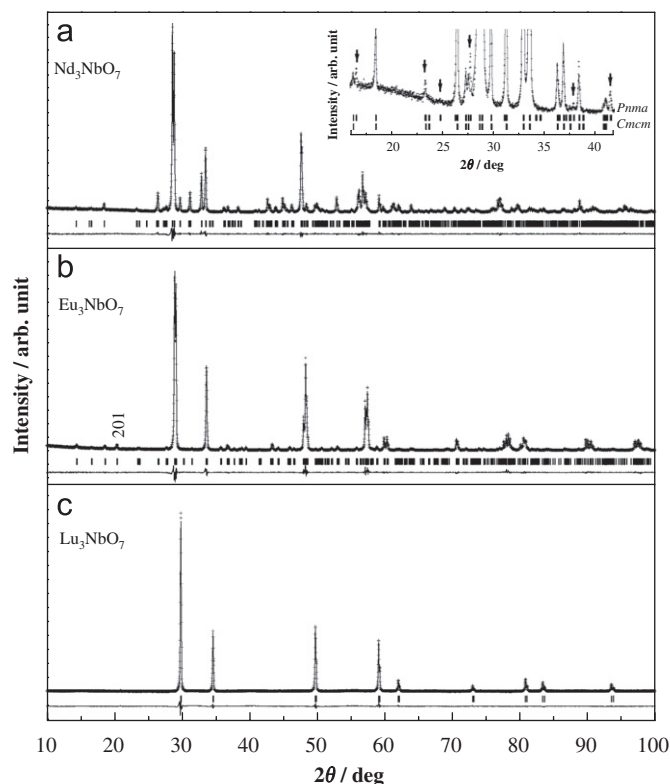 a
Nd₃NbO₇
Intensity / arb. unit
Pnma
Cmcm
20 25 30 35 40
2θ / deg
b
Eu₃NbO₇
201
Intensity / arb. unit
c
Lu₃NbO₇
10 20 30 40 50 60 70 80 90 100
2θ / deg